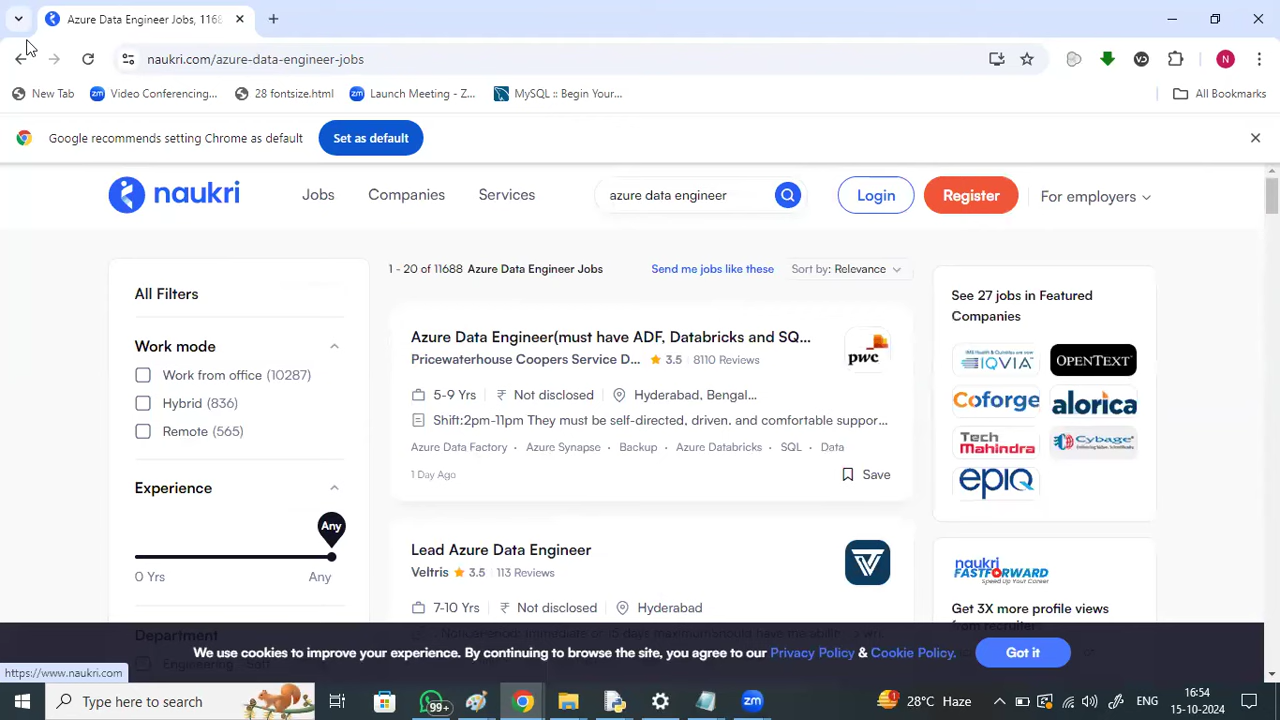 Azure Data Engineer Jobs, 1168
naukri.com/azure-data-engineer-jobs
N
New Tab
Video Conferencing...
28 fontsize.html
Launch Meeting - Z...
MySQL :: Begin Your...
All Bookmarks
Google recommends setting Chrome as default
Set as default
naukri
Jobs
Companies
Services
azure data engineer
Login
Register
For employers
All Filters
1 - 20 of 11688 Azure Data Engineer Jobs
Send me jobs like these
Sort by: Relevance
Work mode
Work from office (10287)
Hybrid (836)
Remote (565)
Experience
Any
0 Yrs
Any
Department
Azure Data Engineer(must have ADF, Databricks and SQ...
Pricewaterhouse Coopers Service D...
3.5
8110 Reviews
pwc
5-9 Yrs
Not disclosed
Hyderabad, Bengal...
Shift:2pm-11pm They must be self-directed, driven, and comfortable suppor...
Azure Data Factory · Azure Synapse · Backup · Azure Databricks · SQL · Data
1 Day Ago
Save
Lead Azure Data Engineer
Veltris
3.5
113 Reviews
7-10 Yrs
Not disclosed
Hyderabad
See 27 jobs in Featured
Companies
IQVIA
OPENTEXT
Coforge
alorica
Tech
Mahindra
Cybage
epiq
naukri
FASTFORWARD
Speed Up Your Career
Get 3X more profile views
from recruiters
We use cookies to improve your experience. By continuing to browse the site, you agree to our Privacy Policy & Cookie Policy.
Got it
https://www.naukri.com
Type here to search
99+
zm
28°C Haze
ENG
16:54
15-10-2024